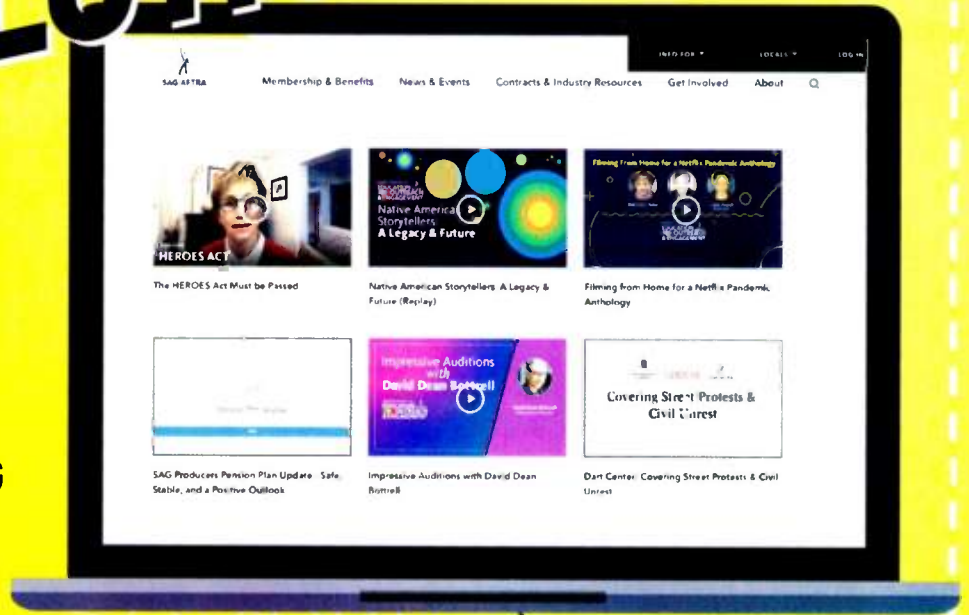 INFO FOR
LOCALS
LOG IN
SAG-AFTRA
Membership & Benefits
News & Events
Contracts & Industry Resources
Get Involved
About
HEROES ACT
Native American
Storytellers
A Legacy & Future
Filming From Home for a Netflix Pandemic Anthology
The HEROES Act Must be Passed
Native American Storytellers: A Legacy &
Future (Replay)
Filming from Home for a Netflix Pandemic
Anthology
Impressive Auditions
with
David Dean Bottrell
Covering Street Protests &
Civil Unrest
SAG Producers Pension Plan Update: Safe,
Stable, and a Positive Outlook
Impressive Auditions with David Dean
Bottrell
Dart Center: Covering Street Protests & Civil
Unrest
G